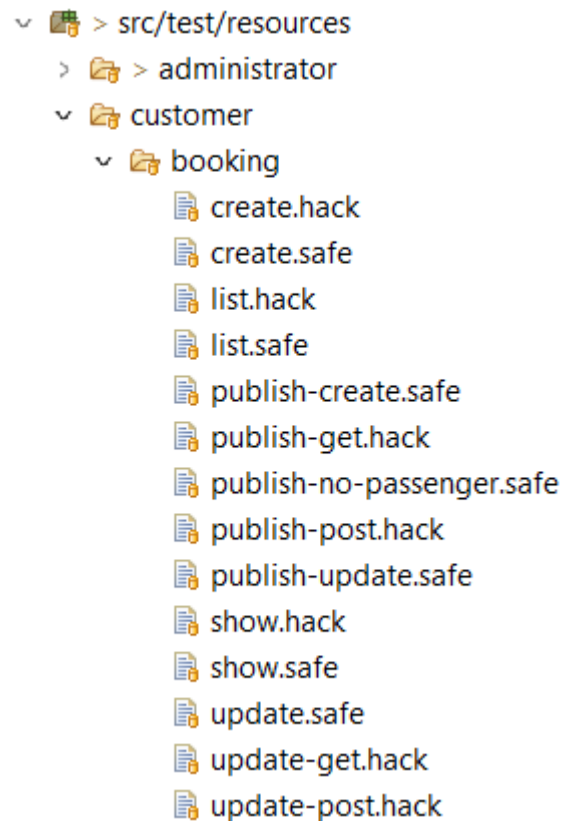 > src/test/resources
> administrator
customer
booking
create.hack
create.safe
list.hack
list.safe
publish-create.safe
publish-get.hack
publish-no-passenger.safe
publish-post.hack
publish-update.safe
show.hack
show.safe
update.safe
update-get.hack
update-post.hack